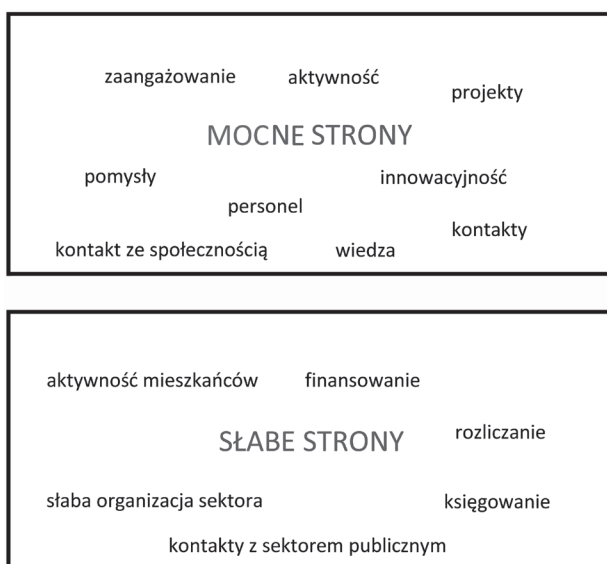 zaangażowanie aktywność
projekty
MOCNE STRONY
pomysły innowacyjność
personel
kontakty
kontakt ze społecznością wiedza
aktywność mieszkańców finansowanie
rozliczanie
SŁABE STRONY
słaba organizacja sektora księgowanie
kontakty z sektorem publicznym